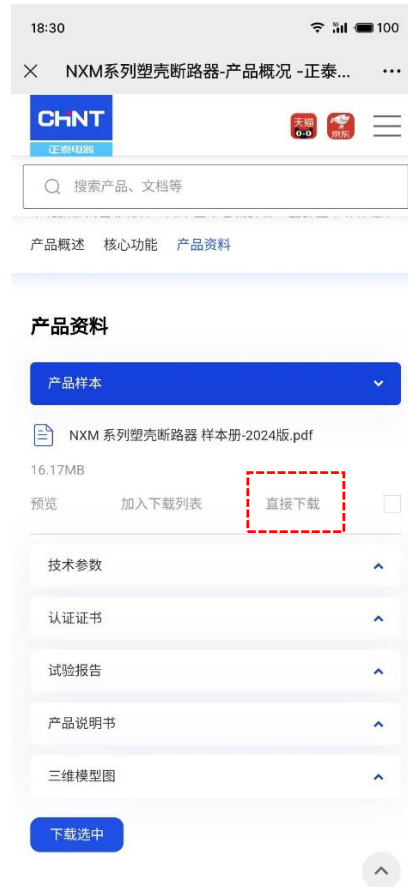 18:30
5G
100
NXM系列塑壳断路器-产品概况 -正泰...
CHNT
正泰电器
天猫
京东
搜索产品、文档等
产品概述 核心功能 产品资料
产品资料
产品样本
NXM 系列塑壳断路器 样本册-2024版.pdf
16.17MB
预览 加入下载列表 直接下载
技术参数
认证证书
试验报告
产品说明书
三维模型图
下载选中